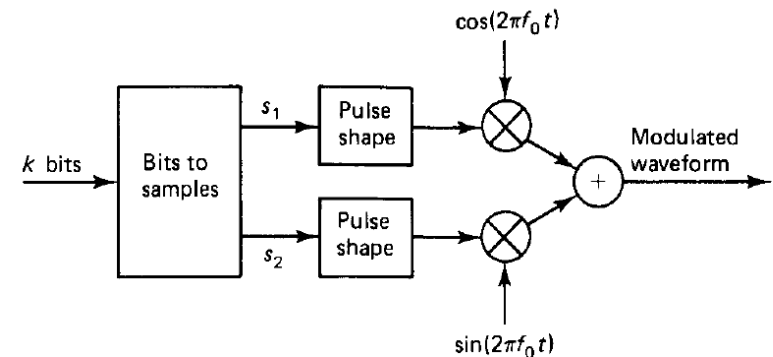 cos(2πf₀t)
s₁
Pulse
shape
Modulated
waveform
k bits
Bits to
samples
+
Pulse
shape
s₂
sin(2πf₀t)